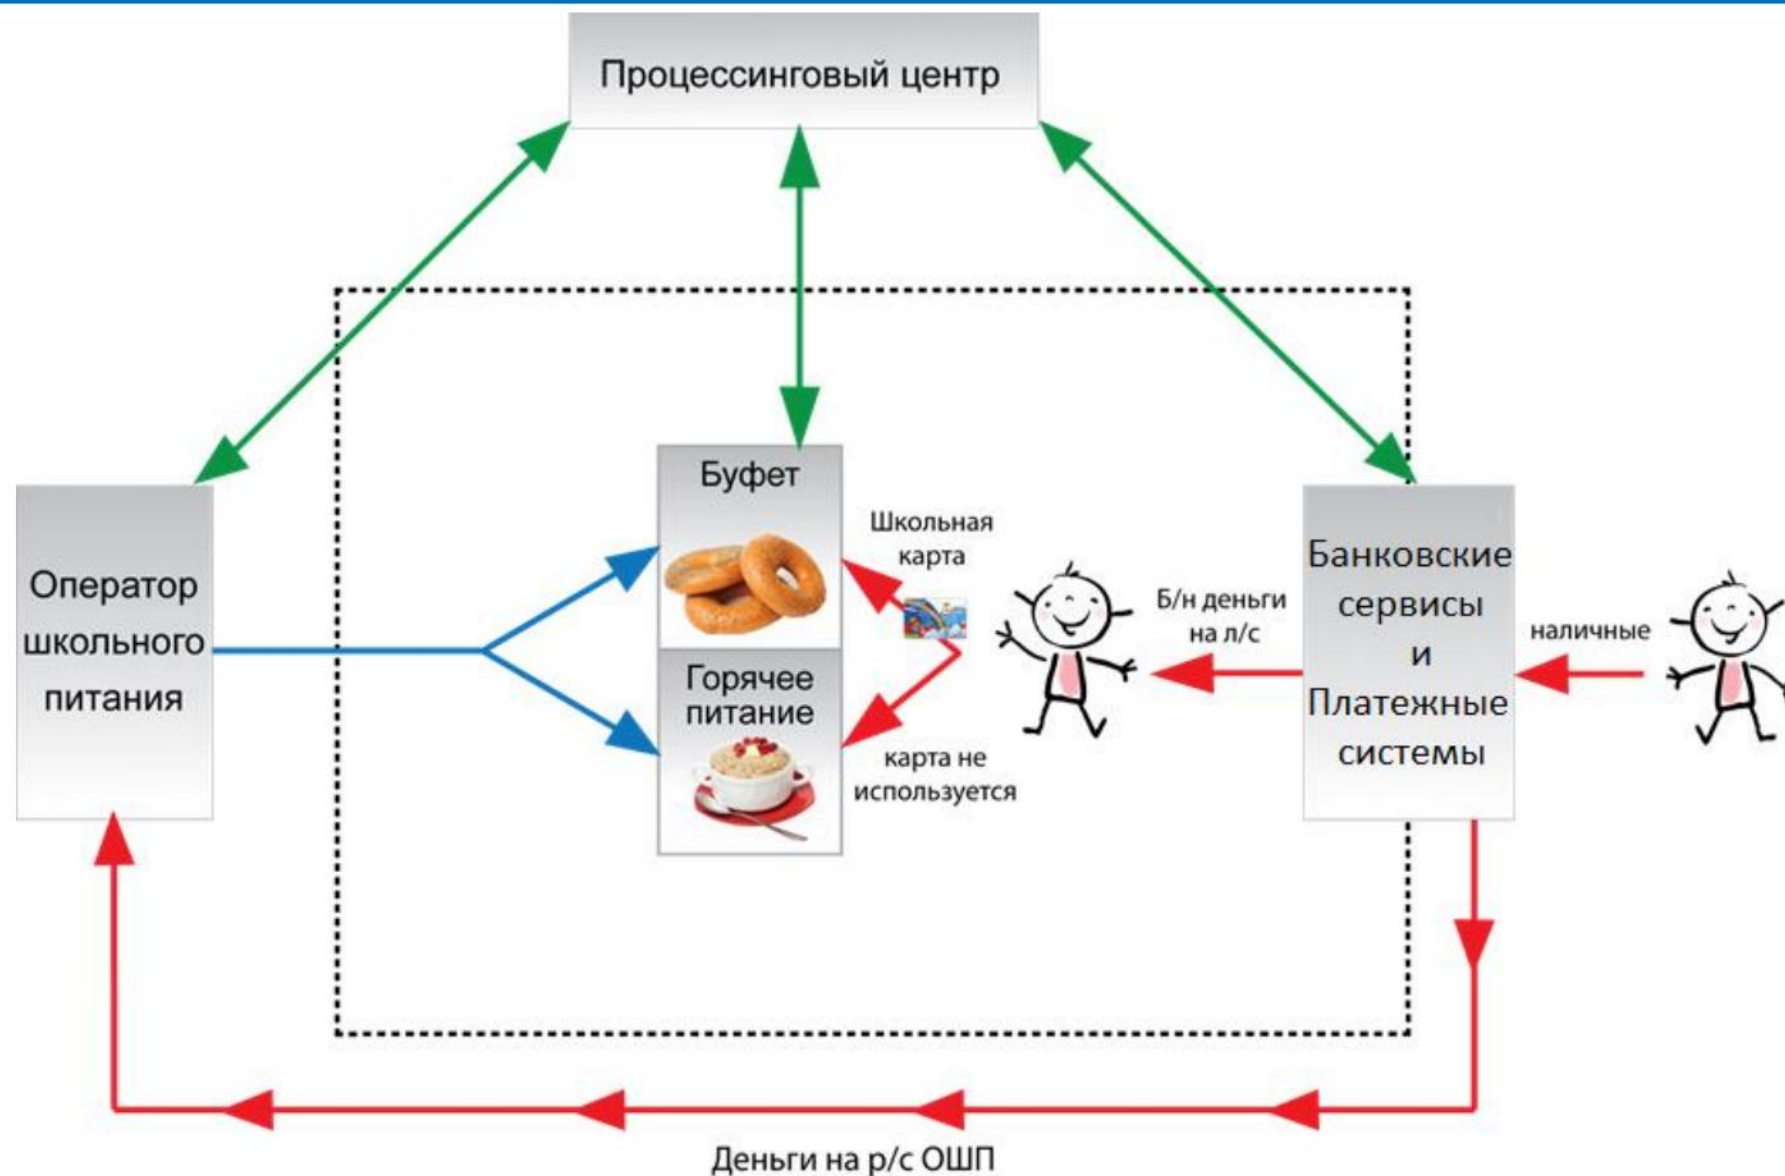 Процессинговый центр
Буфет
Школьная
карта
Оператор
школьного
питания
Горячее
питание
карта не
используется
Б/н деньги
на л/с
Банковские
сервисы
и
Платежные
системы
наличные
Деньги на р/с ОШП